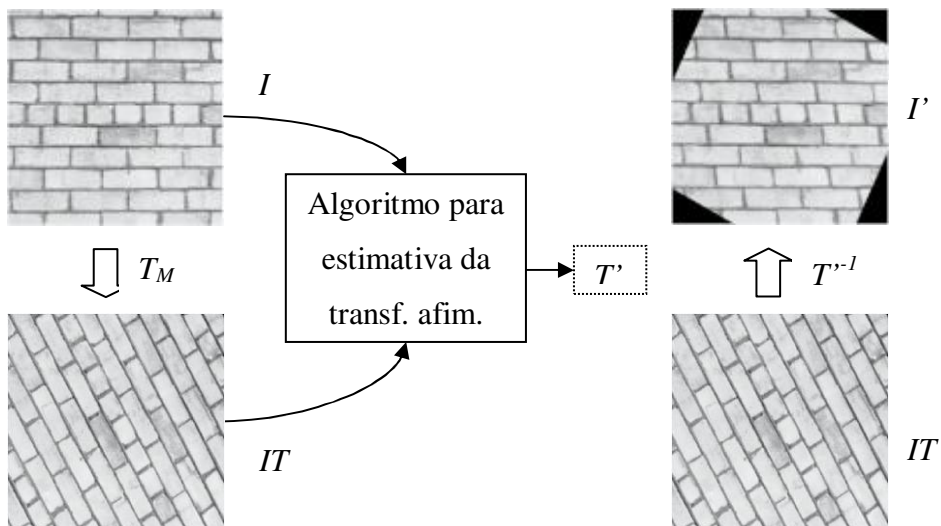 I
I’
Algoritmo para
estimativa da
transf. afim.
T_M
T’
T’⁻¹
IT
IT